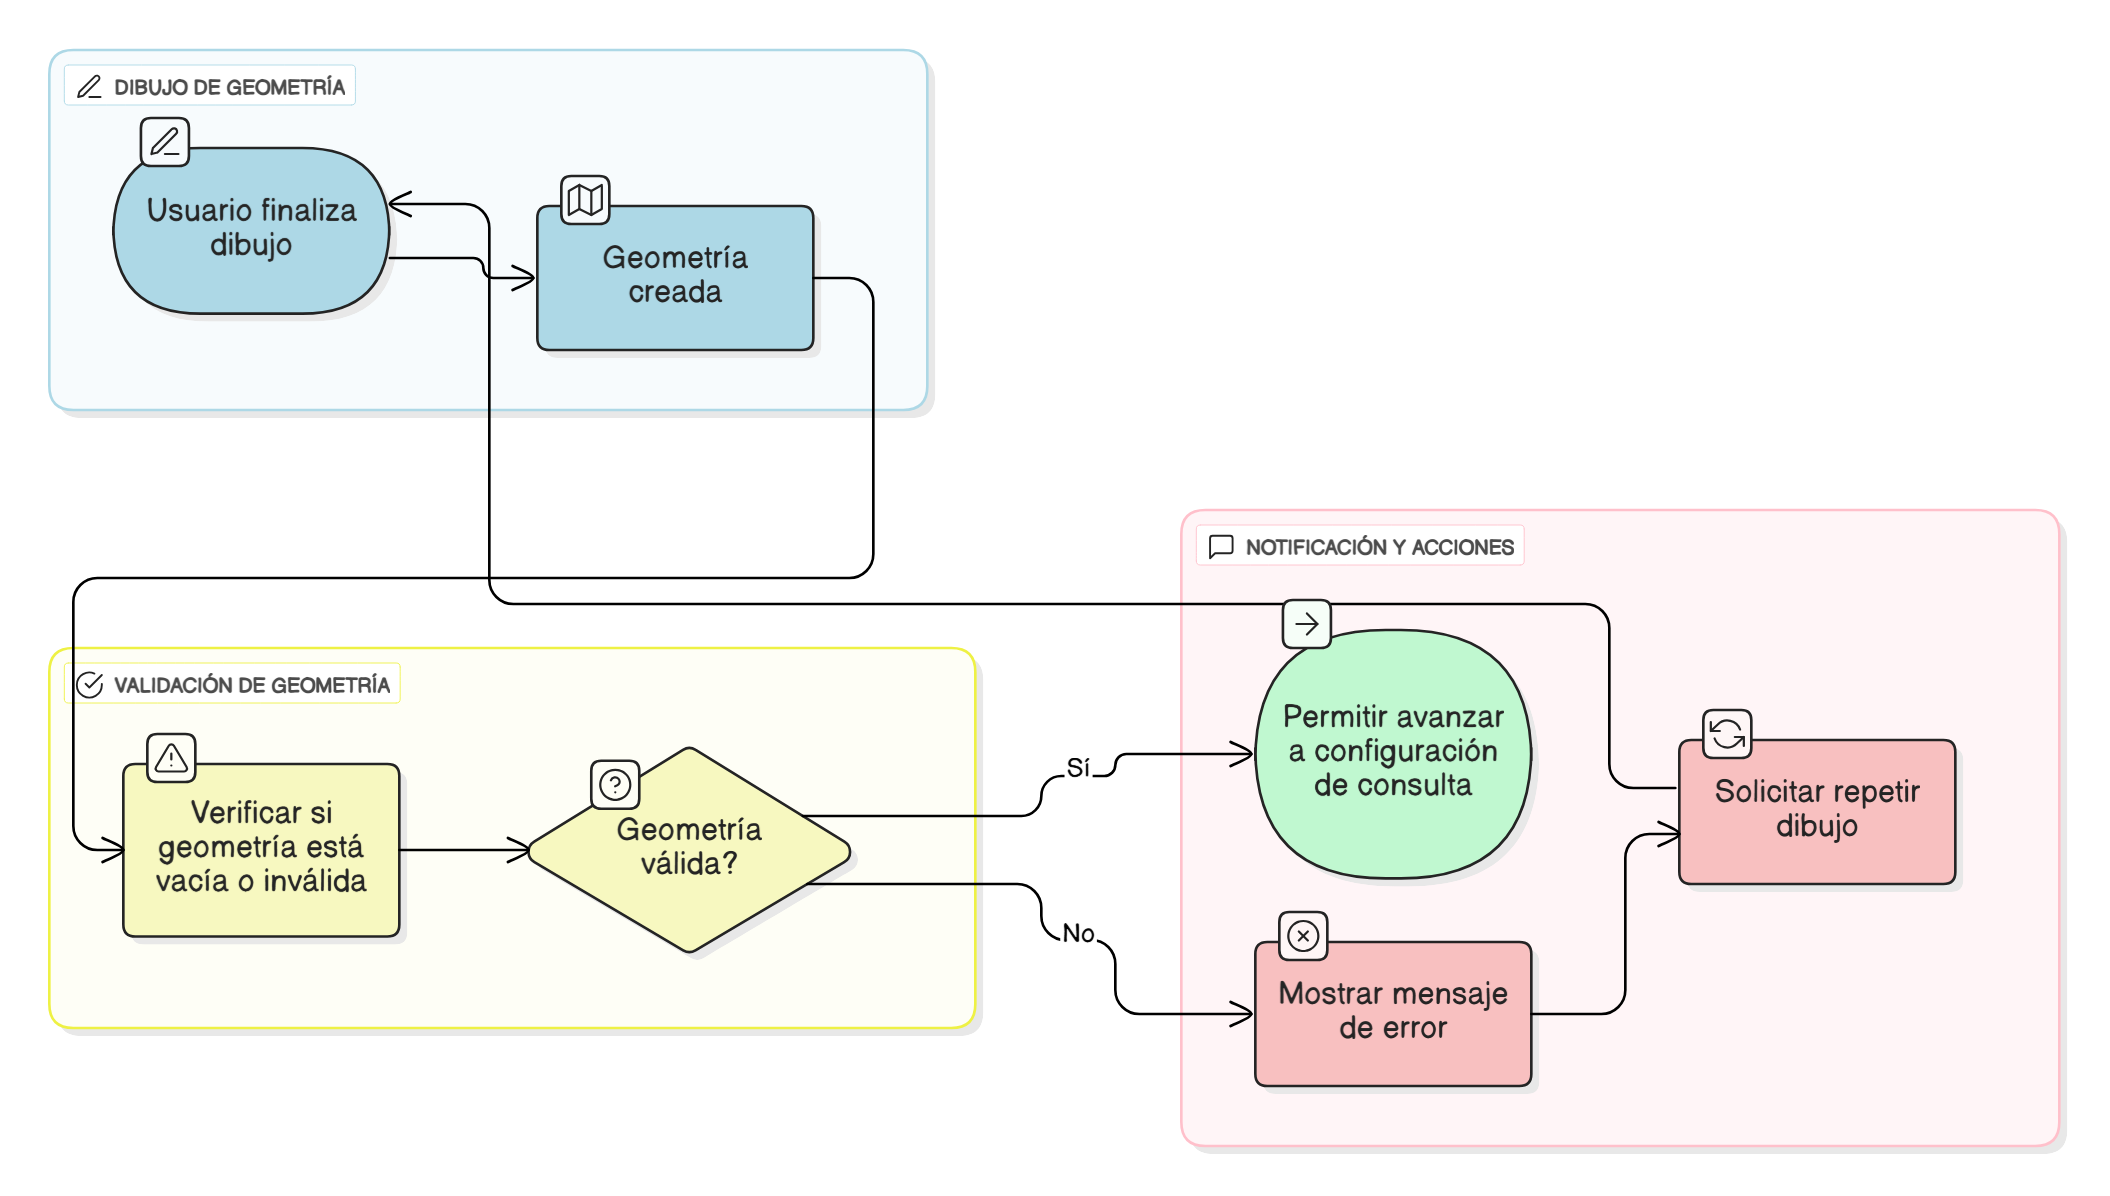 DIBUJO DE GEOMETRÍA
Usuario finaliza
dibujo
Geometría
creada
VALIDACIÓN DE GEOMETRÍA
Verificar si
geometría está
vacía o inválida
Geometría
válida?
Sí
No
NOTIFICACIÓN Y ACCIONES
Permitir avanzar
a configuración
de consulta
Mostrar mensaje
de error
Solicitar repetir
dibujo